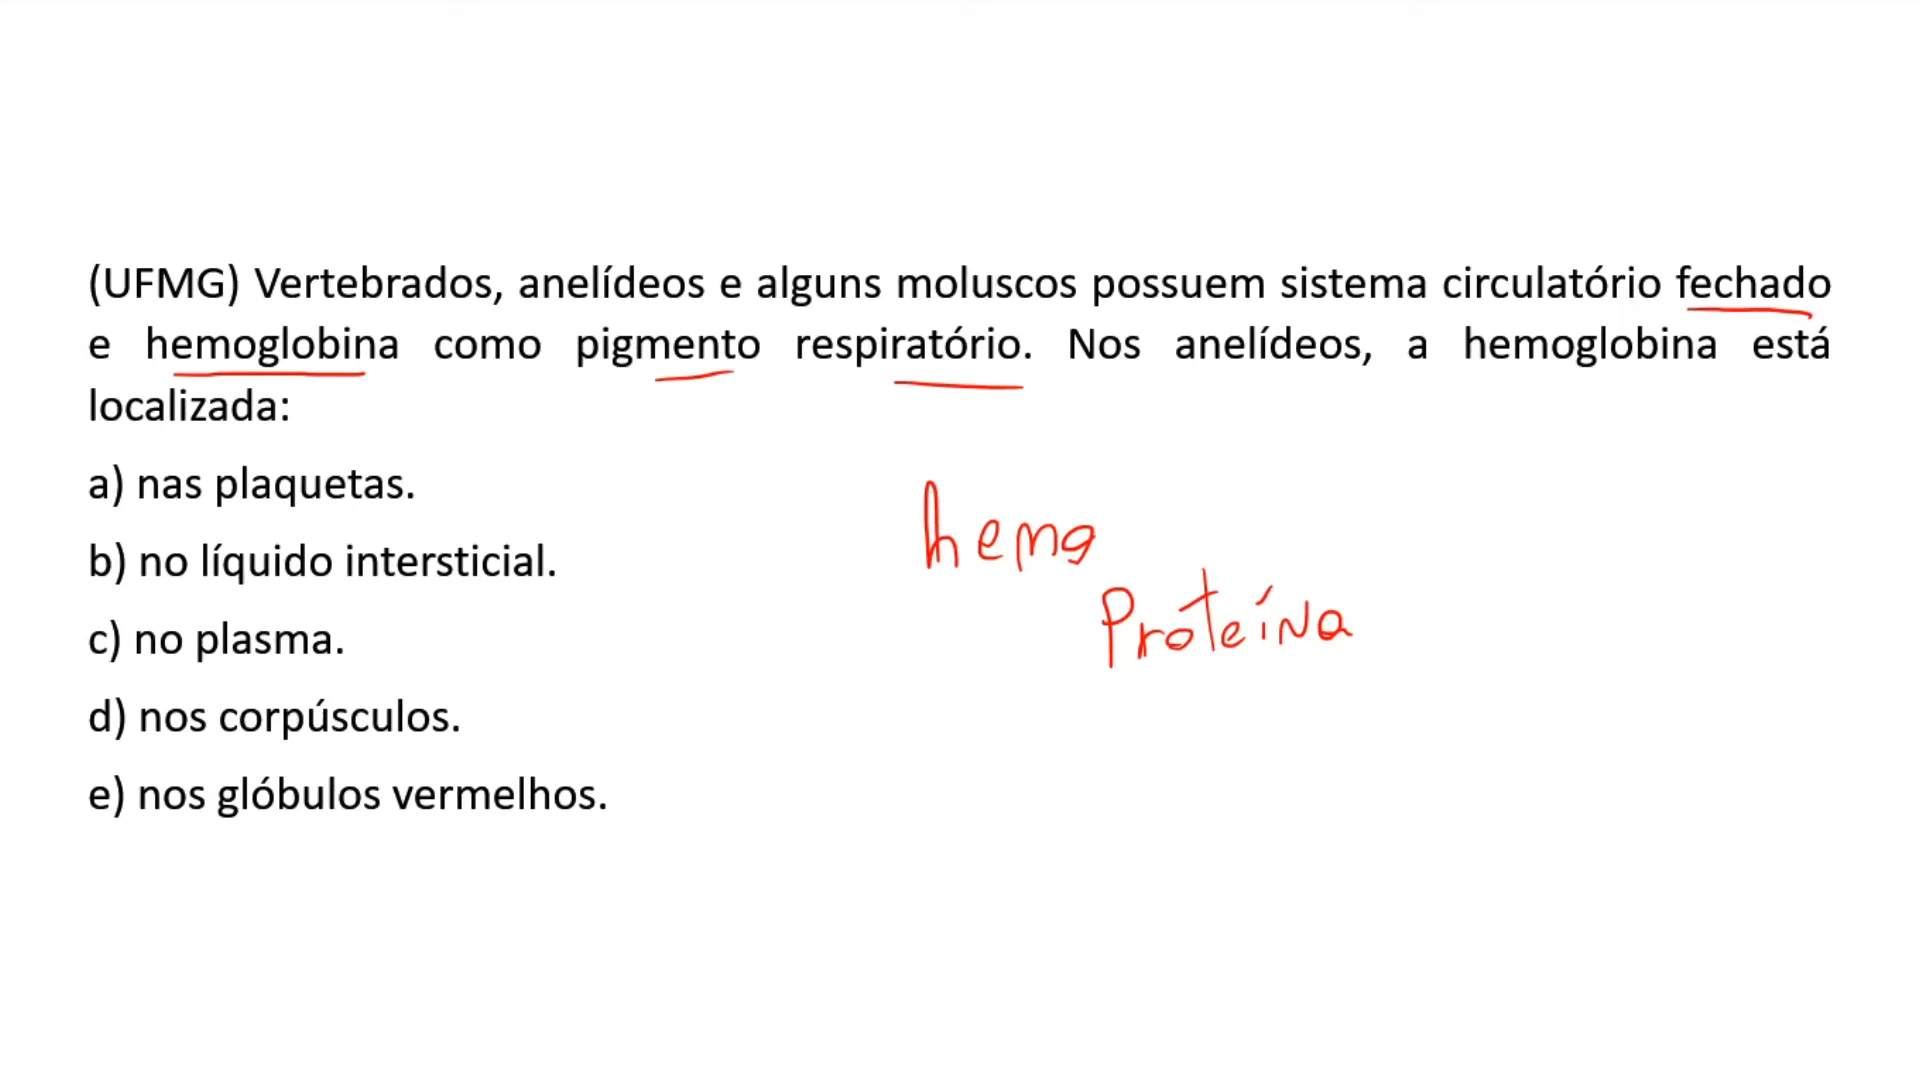 (UFMG) Vertebrados, anelídeos e alguns moluscos possuem sistema circulatório fechado
e hemoglobina como pigmento respiratório. Nos anelídeos, a hemoglobina está
localizada:
a) nas plaquetas.
b) no líquido intersticial.
c) no plasma.
d) nos corpúsculos.
e) nos glóbulos vermelhos.
hemo
Proteína